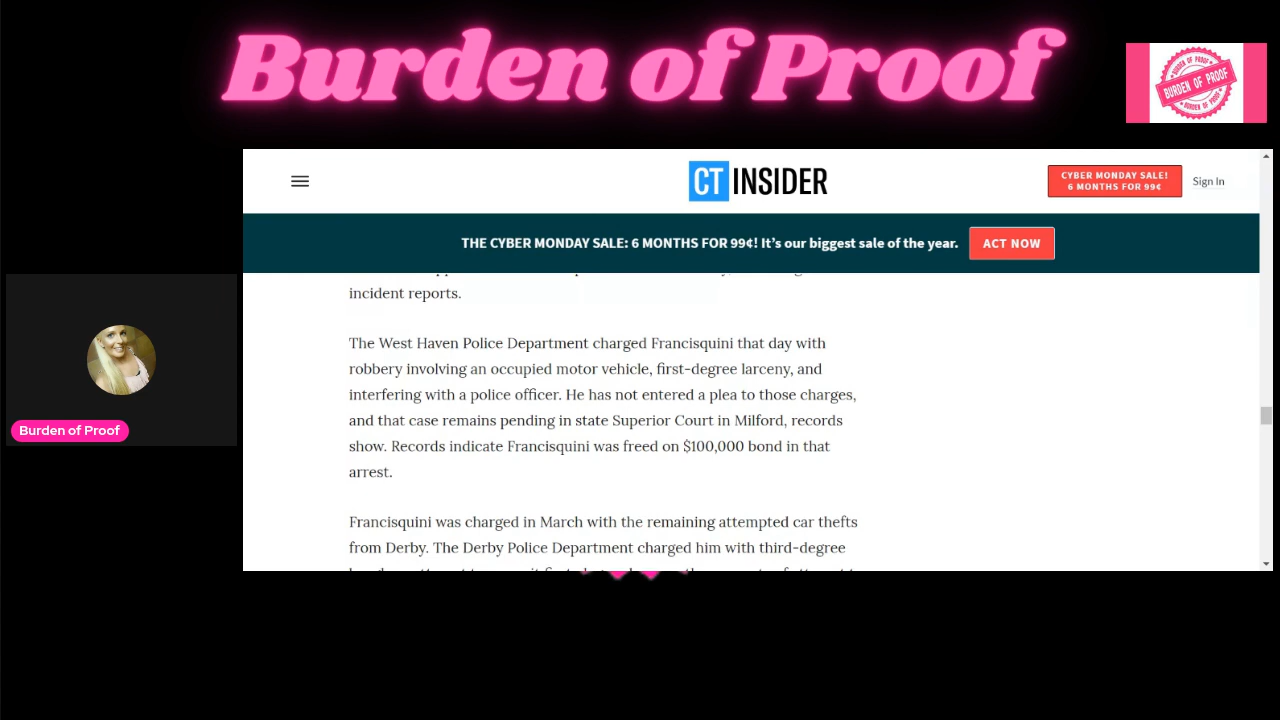 Burden of Proof
BURDEN OF PROOF
BURDEN OF PROOF
BURDEN OF PROOF
CT INSIDER
CYBER MONDAY SALE!
6 MONTHS FOR 99¢
Sign In
THE CYBER MONDAY SALE: 6 MONTHS FOR 99¢! It's our biggest sale of the year.
ACT NOW
incident reports.
The West Haven Police Department charged Francisquini that day with
robbery involving an occupied motor vehicle, first-degree larceny, and
interfering with a police officer. He has not entered a plea to those charges,
and that case remains pending in state Superior Court in Milford, records
show. Records indicate Francisquini was freed on $100,000 bond in that
arrest.
Francisquini was charged in March with the remaining attempted car thefts
from Derby. The Derby Police Department charged him with third-degree
Burden of Proof